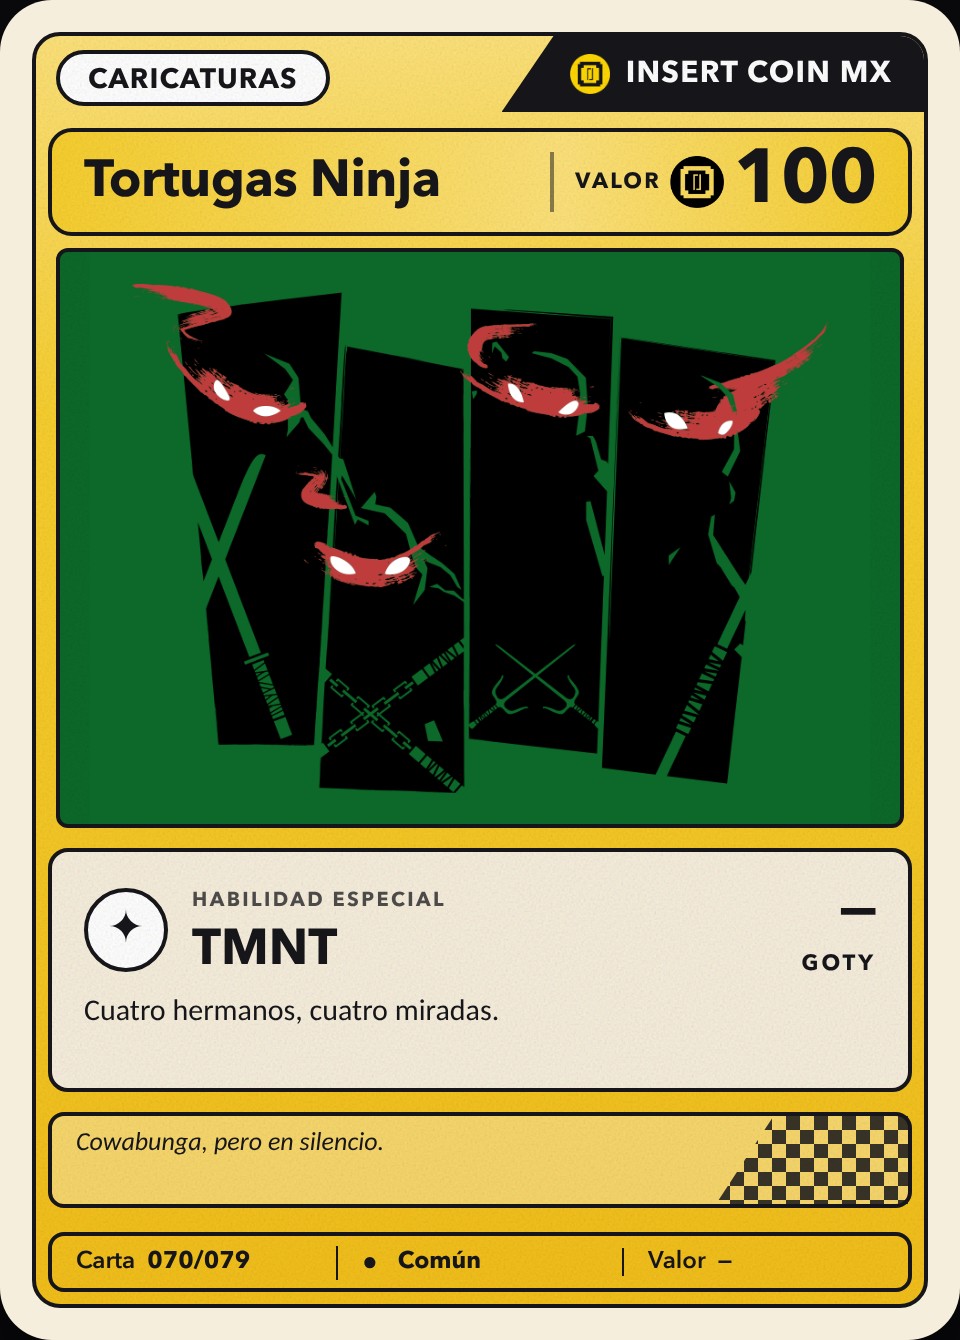 CARICATURAS
INSERT COIN MX
Tortugas Ninja
VALOR 100
HABILIDAD ESPECIAL
TMNT
—
GOTY
Cuatro hermanos, cuatro miradas.
Cowabunga, pero en silencio.
Carta 070/079
• Común
Valor –